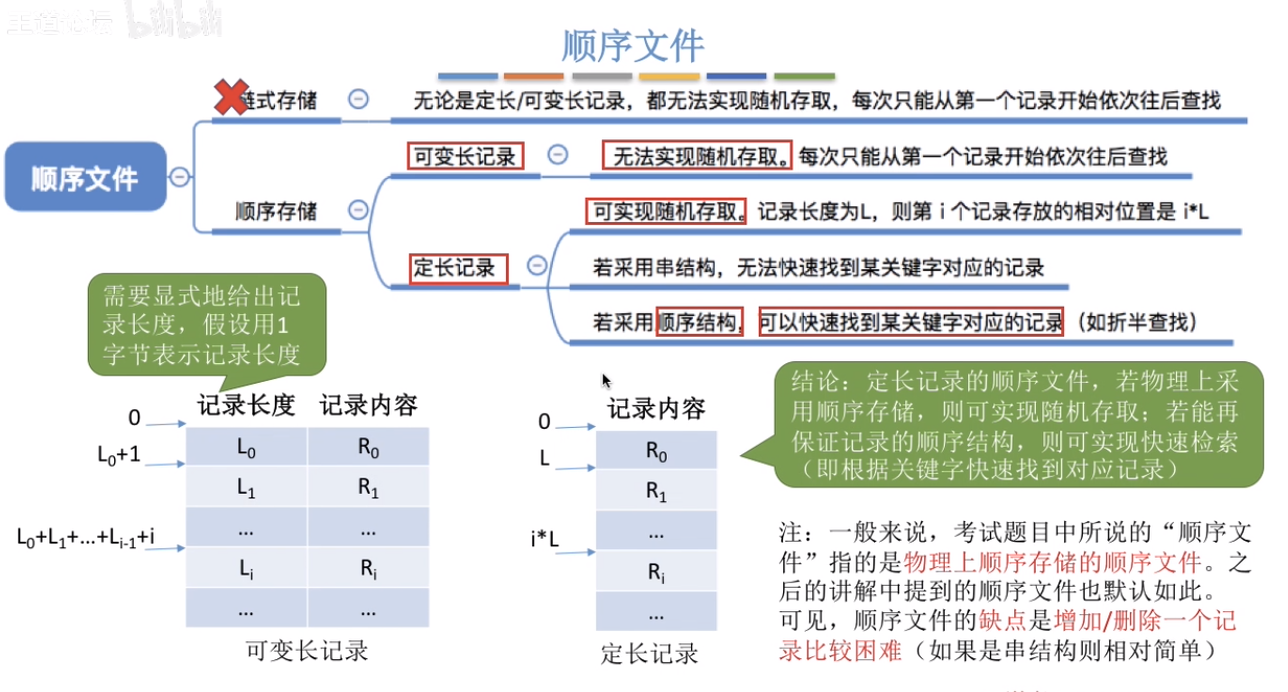 王道论坛 bilibili
顺序文件
链式存储
无论是定长/可变长记录，都无法实现随机存取，每次只能从第一个记录开始依次往后查找
可变长记录
无法实现随机存取。每次只能从第一个记录开始依次往后查找
顺序文件
顺序存储
可实现随机存取。记录长度为L，则第 i 个记录存放的相对位置是 i*L
定长记录
若采用串结构，无法快速找到某关键字对应的记录
若采用顺序结构，可以快速找到某关键字对应的记录（如折半查找）
需要显式地给出记
录长度，假设用1
字节表示记录长度
记录长度 记录内容
0
L0 R0
L0+1
L1 R1
... ...
L0+L1+...+Li-1+i
Li Ri
... ...
可变长记录
记录内容
0
R0
L
R1
...
i*L
Ri
...
定长记录
结论：定长记录的顺序文件，若物理上采
用顺序存储，则可实现随机存取；若能再
保证记录的顺序结构，则可实现快速检索
（即根据关键字快速找到对应记录）
注：一般来说，考试题目中所说的“顺序文
件”指的是物理上顺序存储的顺序文件。之
后的讲解中提到的顺序文件也默认如此。
可见，顺序文件的缺点是增加/删除一个记
录比较困难（如果是串结构则相对简单）